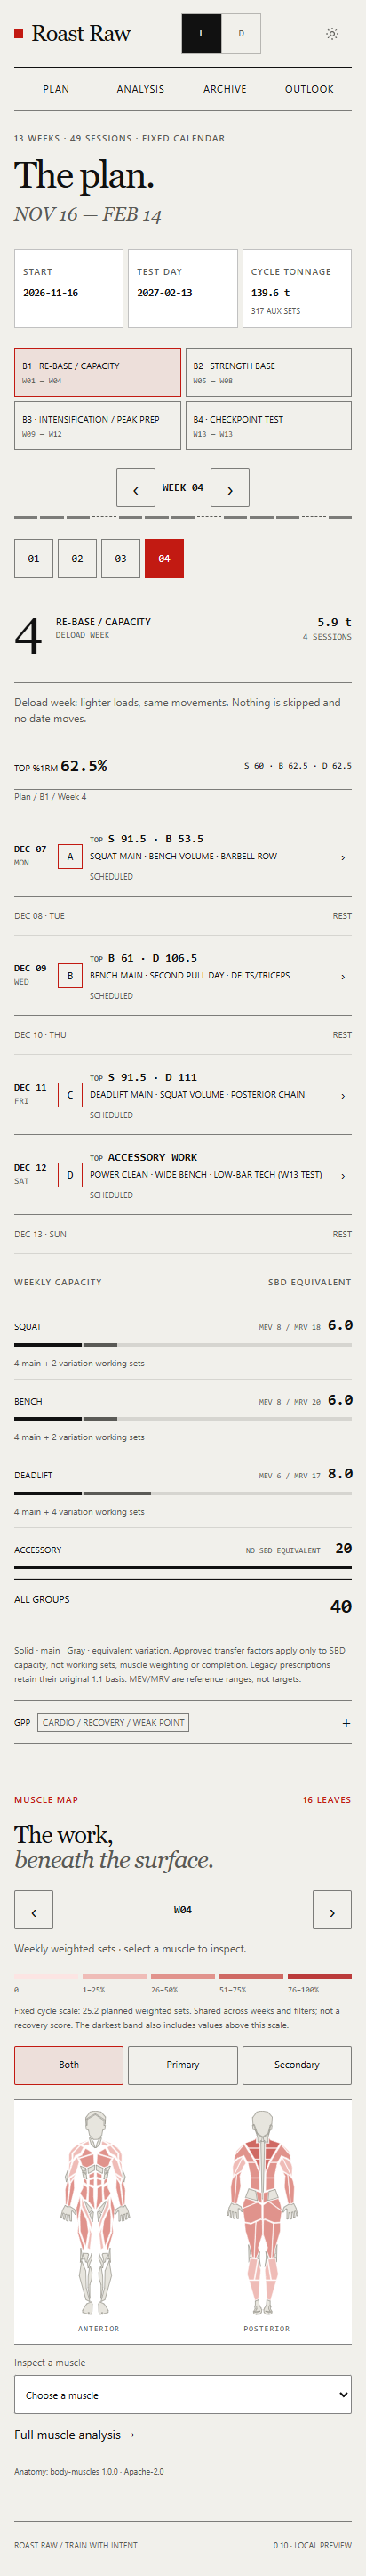 Roast Raw
L D
PLAN ANALYSIS ARCHIVE OUTLOOK
13 WEEKS · 49 SESSIONS · FIXED CALENDAR
The plan.
NOV 16 — FEB 14
START
2026-11-16
TEST DAY
2027-02-13
CYCLE TONNAGE
139.6 t
317 AUX SETS
B1 · RE-BASE / CAPACITY
W01 — W04
B2 · STRENGTH BASE
W05 — W08
B3 · INTENSIFICATION / PEAK PREP
W09 — W12
B4 · CHECKPOINT TEST
W13 — W13
‹ WEEK 04 ›
01 02 03 04
4
RE-BASE / CAPACITY
DELOAD WEEK
5.9 t
4 SESSIONS
Deload week: lighter loads, same movements. Nothing is skipped and
no date moves.
TOP %1RM 62.5%
S 60 · B 62.5 · D 62.5
Plan / B1 / Week 4
DEC 07
MON
A
TOP S 91.5 · B 53.5
SQUAT MAIN · BENCH VOLUME · BARBELL ROW
SCHEDULED
›
DEC 08 · TUE REST
DEC 09
WED
B
TOP B 61 · D 106.5
BENCH MAIN · SECOND PULL DAY · DELTS/TRICEPS
SCHEDULED
›
DEC 10 · THU REST
DEC 11
FRI
C
TOP S 91.5 · D 111
DEADLIFT MAIN · SQUAT VOLUME · POSTERIOR CHAIN
SCHEDULED
›
DEC 12
SAT
D
TOP ACCESSORY WORK
POWER CLEAN · WIDE BENCH · LOW-BAR TECH (W13 TEST)
SCHEDULED
›
DEC 13 · SUN REST
WEEKLY CAPACITY SBD EQUIVALENT
SQUAT MEV 8 / MRV 18 6.0
4 main + 2 variation working sets
BENCH MEV 8 / MRV 20 6.0
4 main + 2 variation working sets
DEADLIFT MEV 6 / MRV 17 8.0
4 main + 4 variation working sets
ACCESSORY NO SBD EQUIVALENT 20
ALL GROUPS 40
Solid · main Gray · equivalent variation. Approved transfer factors apply only to SBD
capacity, not working sets, muscle weighting or completion. Legacy prescriptions
retain their original 1:1 basis. MEV/MRV are reference ranges, not targets.
GPP CARDIO / RECOVERY / WEAK POINT +
MUSCLE MAP 16 LEAVES
The work,
beneath the surface.
‹ W04 ›
Weekly weighted sets · select a muscle to inspect.
0 1–25% 26–50% 51–75% 76–100%
Fixed cycle scale: 25.2 planned weighted sets. Shared across weeks and filters; not a
recovery score. The darkest band also includes values above this scale.
Both Primary Secondary
ANTERIOR POSTERIOR
Inspect a muscle
Choose a muscle
Full muscle analysis →
Anatomy: body-muscles 1.0.0 · Apache-2.0
ROAST RAW / TRAIN WITH INTENT 0.10 · LOCAL PREVIEW